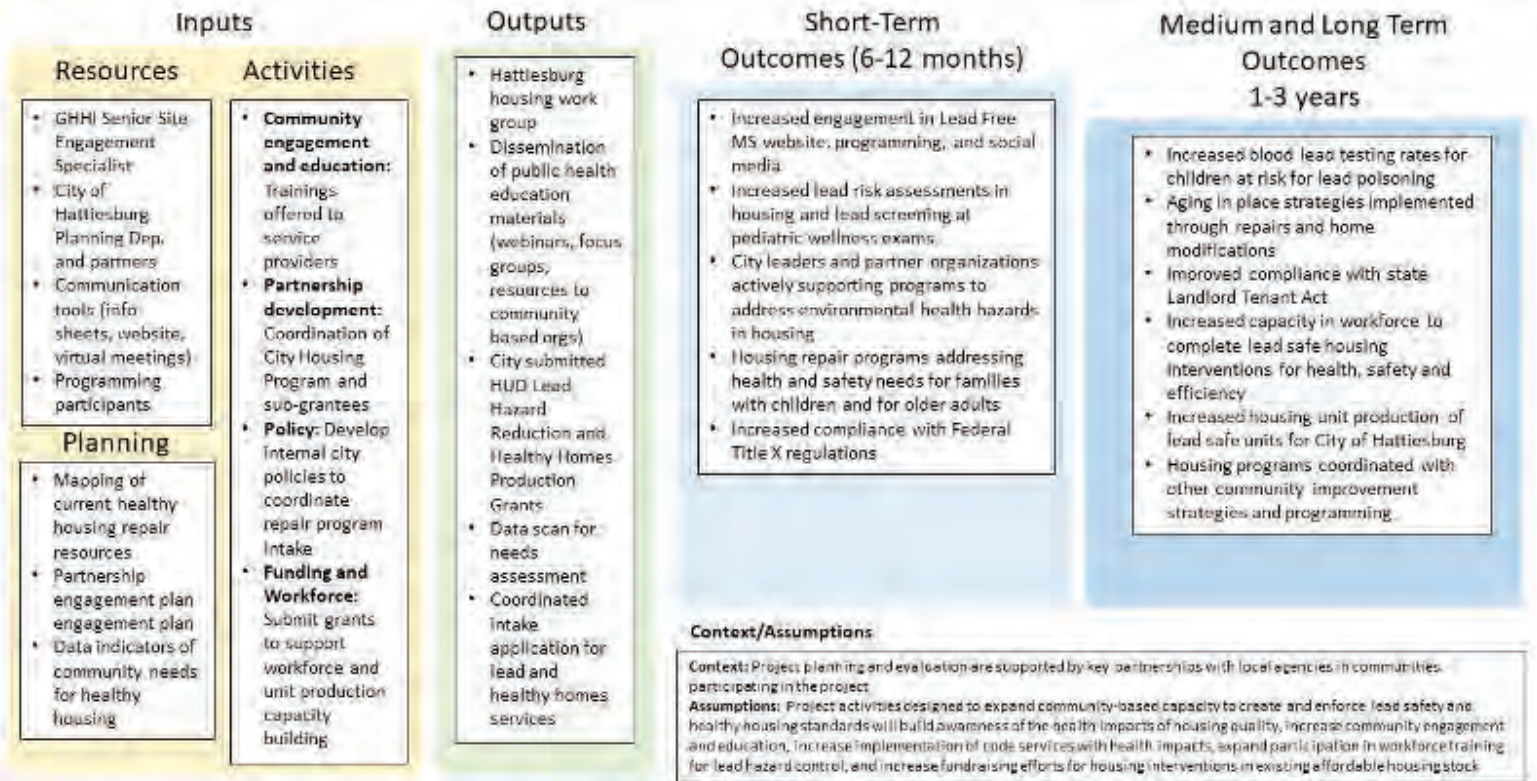 Inputs
Resources
• GHHI Senior Site
Engagement
Specialist
• City of
Hattiesburg
Planning Dep.
and partners
• Communication
tools (info
sheets, website,
virtual meetings)
• Programming
participants
Planning
• Mapping of
current healthy
housing repair
resources
• Partnership
engagement plan
engagement plan
• Data indicators of
community needs
for healthy
housing
Activities
• Community
engagement
and education:
Trainings
offered to
service
providers
• Partnership
development:
Coordination of
City Housing
Program and
sub-grantees
• Policy: Develop
internal city
policies to
coordinate
repair program
intake
• Funding and
Workforce:
Submit grants
to support
workforce and
unit production
capacity
building
Outputs
• Hattiesburg
housing work
group
• Dissemination
of public health
education
materials
(webinars, focus
groups,
resources to
community
based orgs)
• City submitted
HUD Lead
Hazard
Reduction and
Healthy Homes
Production
Grants
• Data scan for
needs
assessment
• Coordinated
intake
application for
lead and
healthy homes
services
Short-Term
Outcomes (6-12 months)
• Increased engagement in Lead Free
MS website, programming, and social
media
• Increased lead risk assessments in
housing and lead screening at
pediatric wellness exams
• City leaders and partner organizations
actively supporting programs to
address environmental health hazards
in housing
• Housing repair programs addressing
health and safety needs for families
with children and for older adults
• Increased compliance with Federal
Title X regulations
Medium and Long Term
Outcomes
1-3 years
• Increased blood lead testing rates for
children at risk for lead poisoning
• Aging in place strategies implemented
through repairs and home
modifications
• Improved compliance with state
Landlord Tenant Act
• Increased capacity in workforce to
complete lead safe housing
interventions for health, safety and
efficiency
• Increased housing unit production of
lead safe units for City of Hattiesburg
• Housing programs coordinated with
other community improvement
strategies and programming
Context/Assumptions
Context: Project planning and evaluation are supported by key partnerships with local agencies in communities
participating in the project
Assumptions: Project activities designed to expand community-based capacity to create and enforce lead safety and
healthy housing standards will build awareness of the health impacts of housing quality, increase community engagement
and education, increase implementation of code services with health impacts, expand participation in workforce training
for lead hazard control, and increase fundraising efforts for housing interventions in existing affordable housing stock